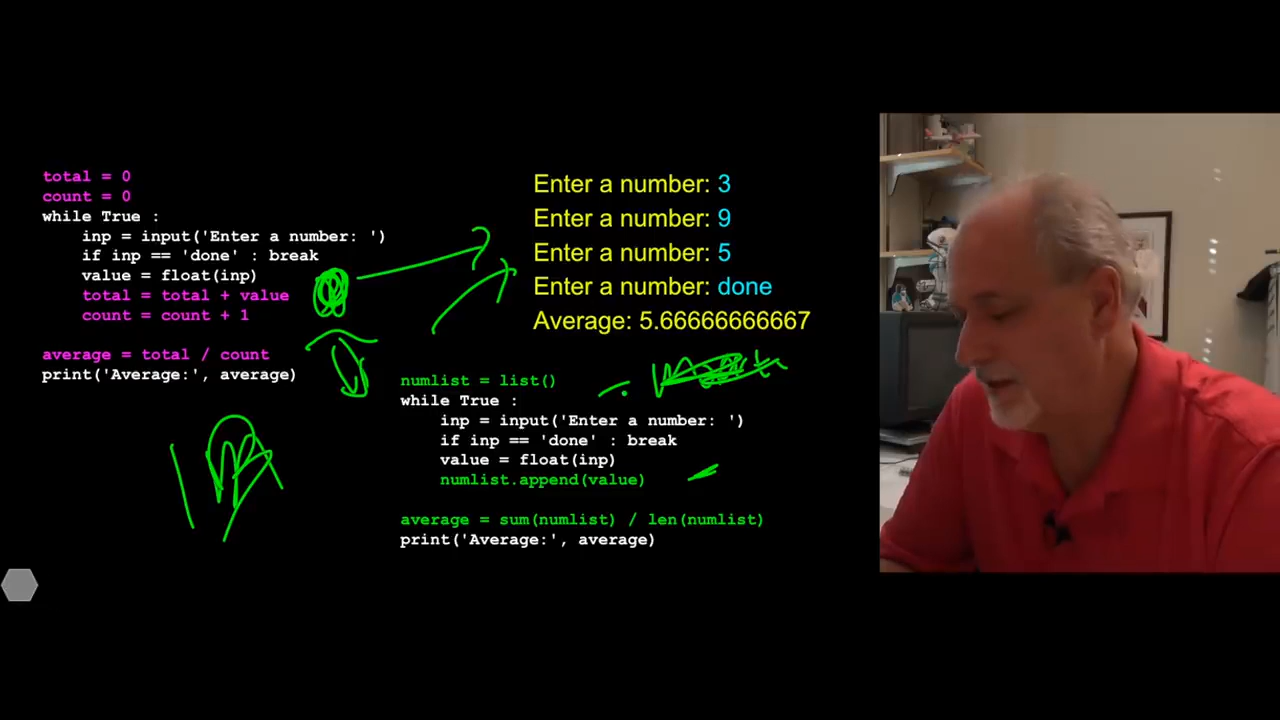 total = 0
count = 0
while True :
    inp = input('Enter a number: ')
    if inp == 'done' : break
    value = float(inp)
    total = total + value
    count = count + 1
average = total / count
print('Average:', average)
Enter a number: 3
Enter a number: 9
Enter a number: 5
Enter a number: done
Average: 5.66666666667
numlist = list()
while True :
    inp = input('Enter a number: ')
    if inp == 'done' : break
    value = float(inp)
    numlist.append(value)
average = sum(numlist) / len(numlist)
print('Average:', average)